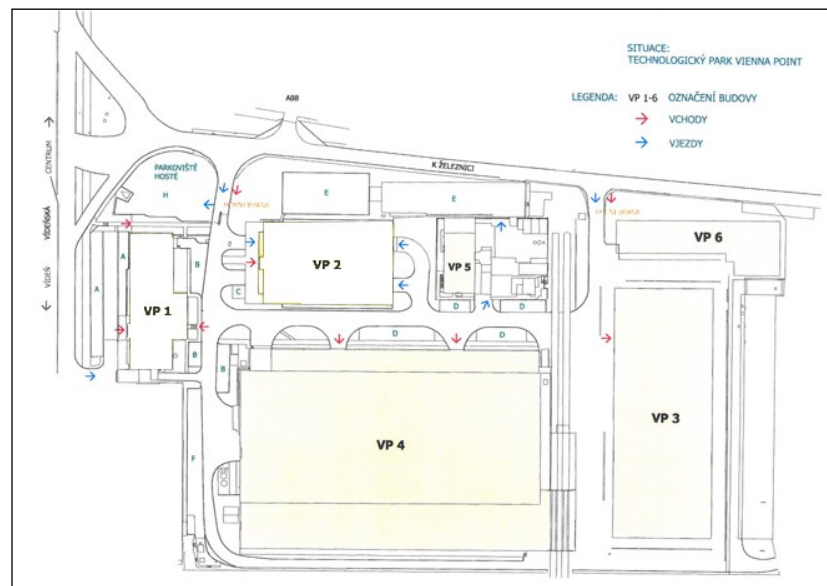 SITUACE:
TECHNOLOGICKÝ PARK VIENNA POINT
LEGENDA: VP 1-6 OZNAČENÍ BUDOVY
VCHODY
VJEZDY
ABB
K ŽELEZNICI
CENTRUM
VÍDEŇSKÁ
VÍDEŇ
PARKOVIŠTĚ
HOSTÉ
H
E
E
VP 6
A
A
B
VP 2
VP 5
C
D
D
VP 1
B
D
D
B
F
VP 4
VP 3